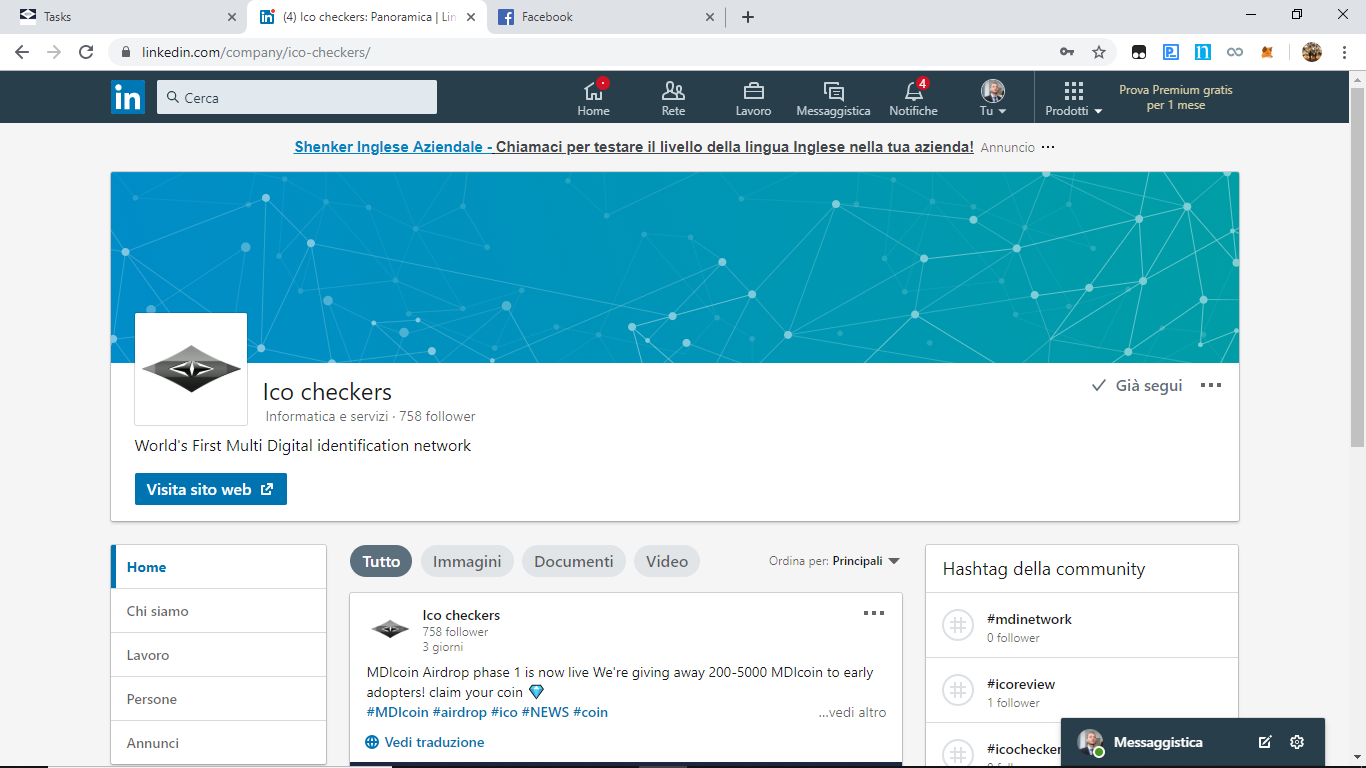 Tasks
(4) Ico checkers: Panoramica | Lin
Facebook
linkedin.com/company/ico-checkers/
in
Cerca
Home
Rete
Lavoro
Messaggistica
4
Notifiche
Tu
Prodotti
Prova Premium gratis
per 1 mese
Shenker Inglese Aziendale - Chiamaci per testare il livello della lingua Inglese nella tua azienda! Annuncio
Ico checkers
Informatica e servizi · 758 follower
Già segui
World's First Multi Digital identification network
Visita sito web
Home
Chi siamo
Lavoro
Persone
Annunci
Tutto
Immagini
Documenti
Video
Ordina per: Principali
Ico checkers
758 follower
3 giorni
MDIcoin Airdrop phase 1 is now live We're giving away 200-5000 MDIcoin to early
adopters! claim your coin 💎
#MDIcoin #airdrop #ico #NEWS #coin
...vedi altro
Vedi traduzione
Hashtag della community
#mdinetwork
0 follower
#icoreview
1 follower
#icochecker
Messaggistica